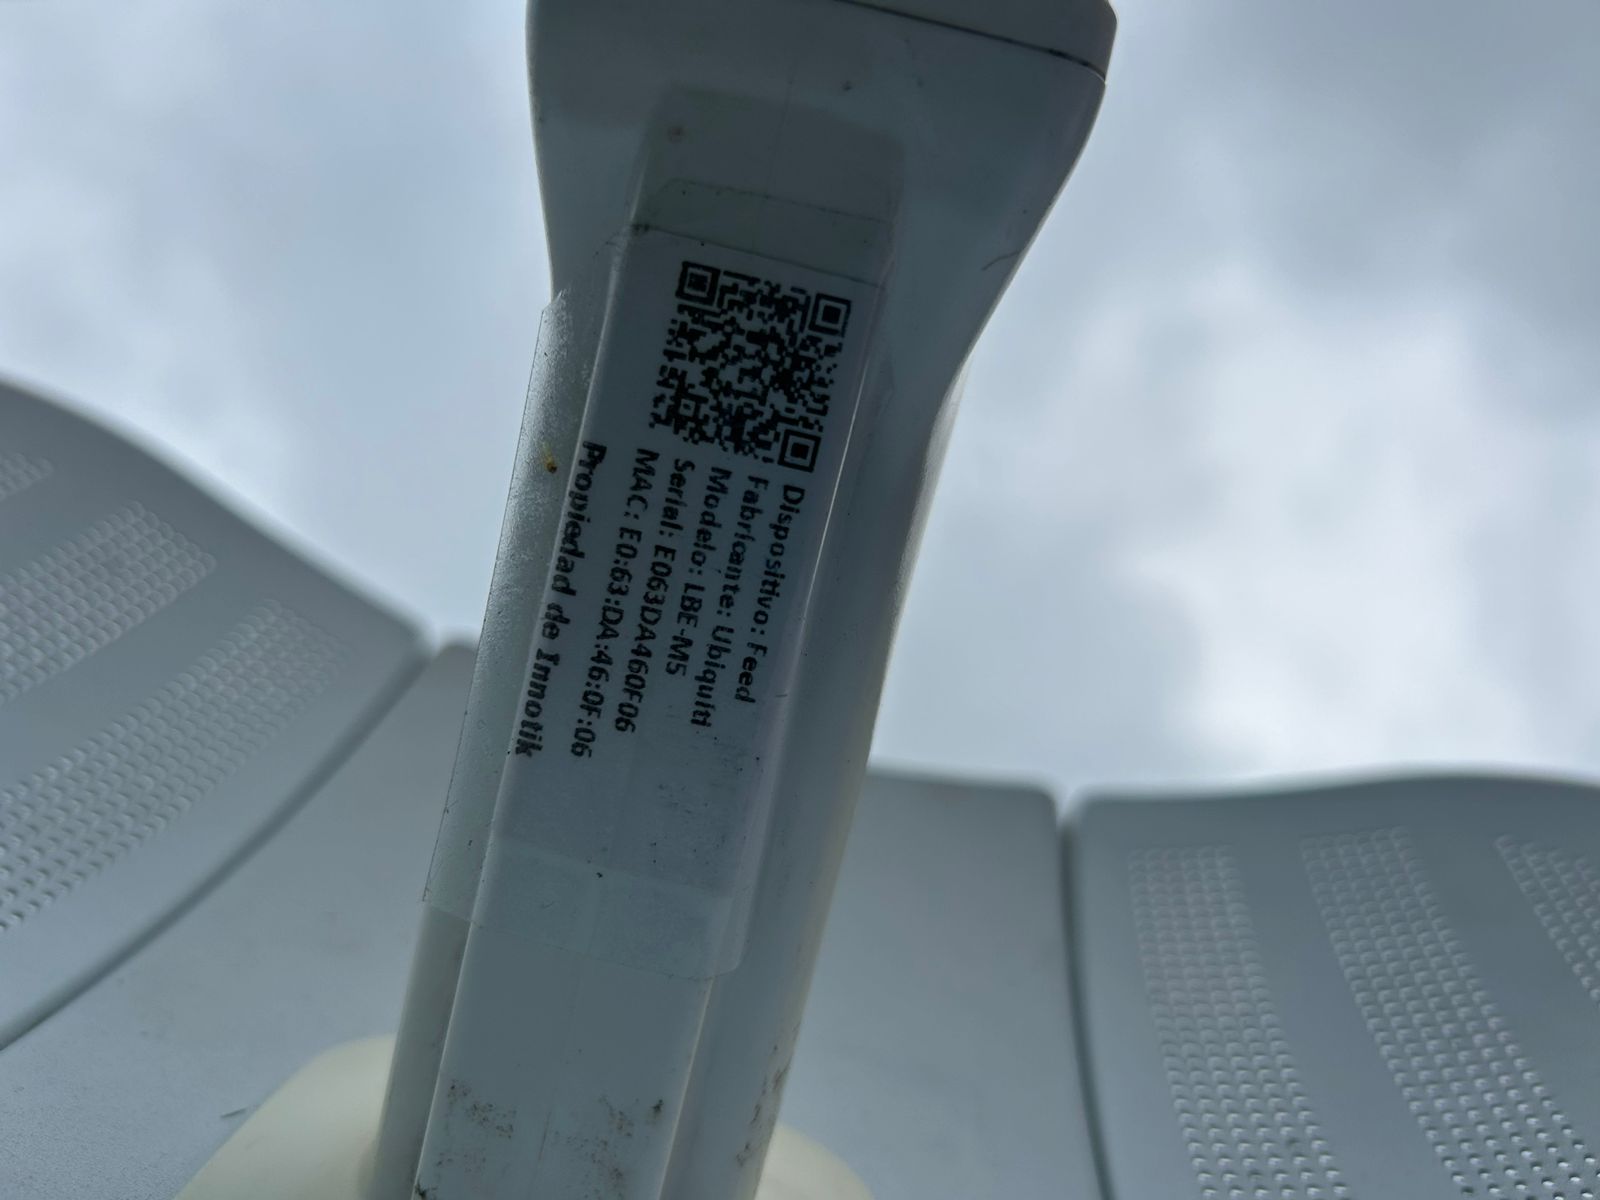 Dispositivo: Feed
Fabricante: Ubiquiti
Modelo: LBE-M5
Serial: E063DA460F06
MAC: E0:63:DA:46:0F:06
Propiedad de Innotik